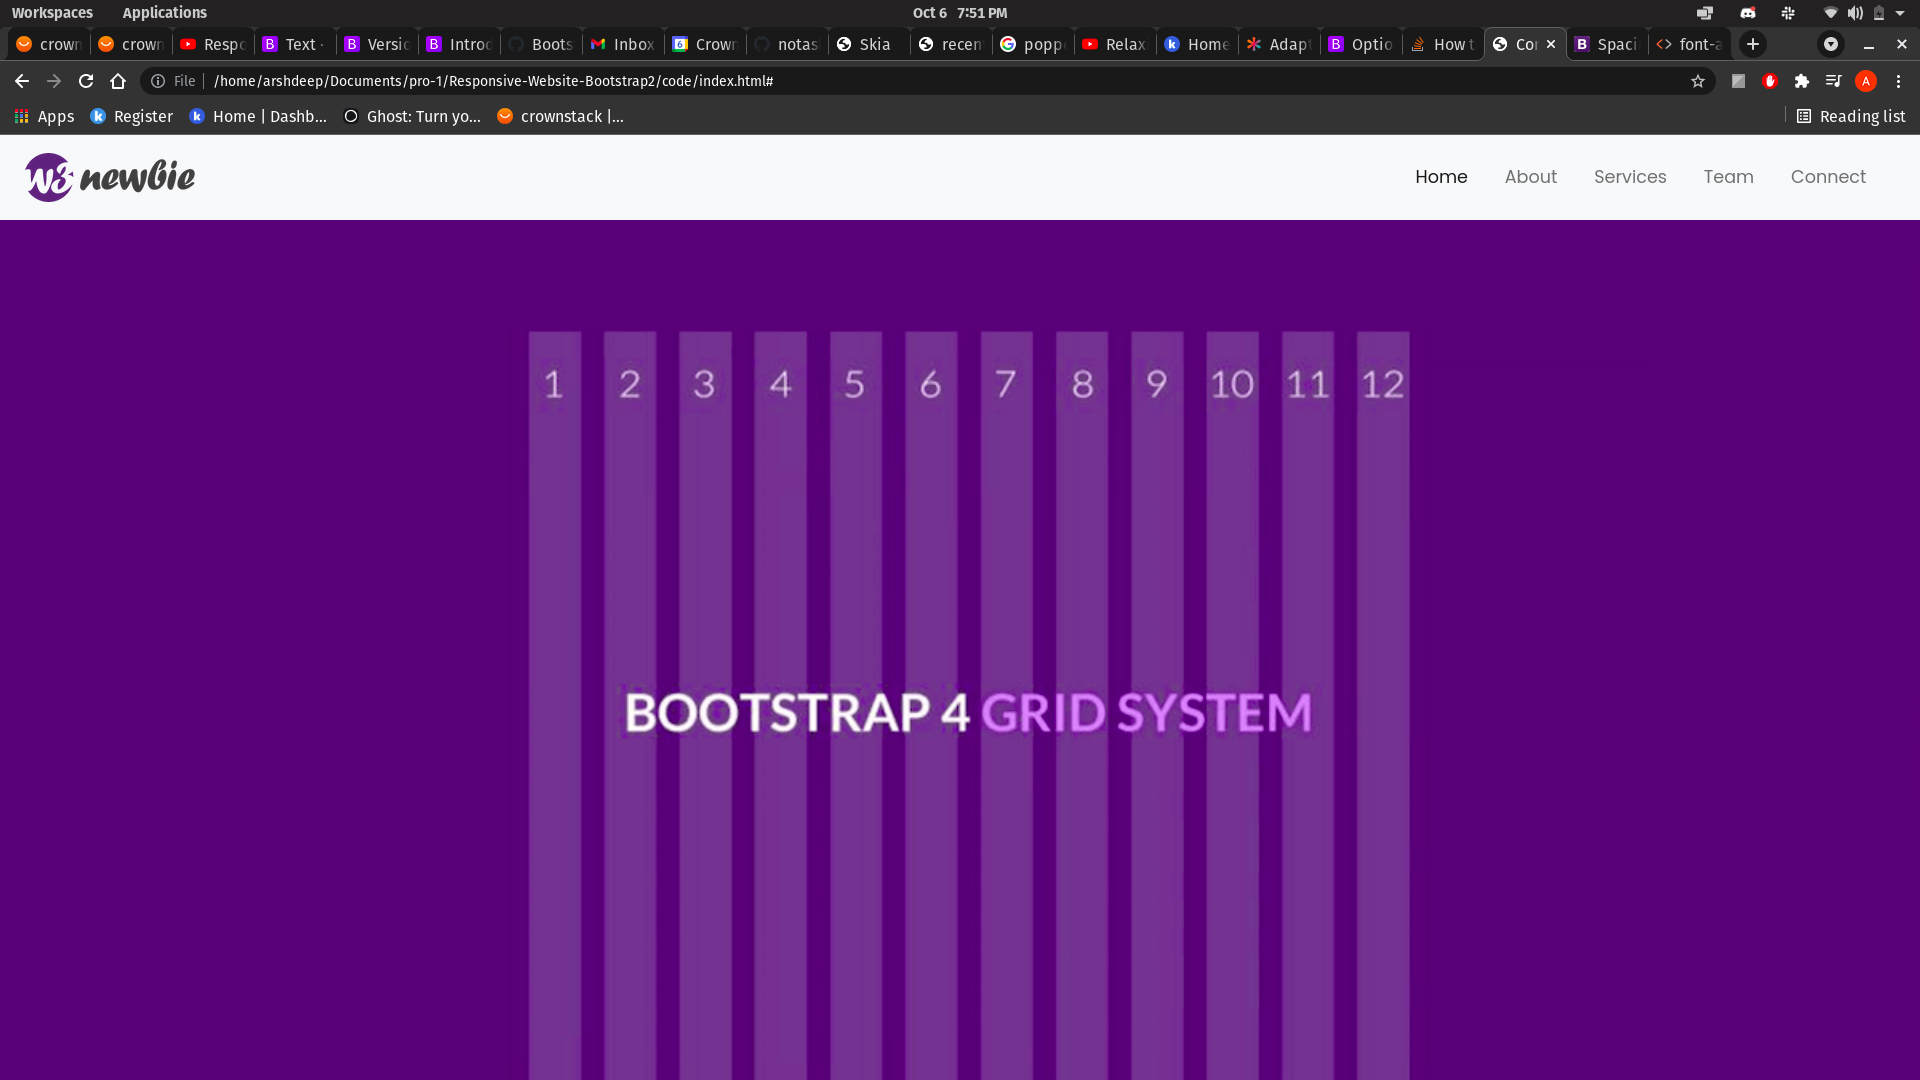 Workspaces Applications Oct 6 7:51 PM
crown crown Respo Text - Versio Introd Boots Inbox Crown notas Skia recen poppi Relax Home Adapt Optio How t Co Spaci font-a
File /home/arshdeep/Documents/pro-1/Responsive-Website-Bootstrap2/code/index.html# A
Apps Register Home | Dashb... Ghost: Turn yo... crownstack |... Reading list
w3 newbie Home About Services Team Connect
1 2 3 4 5 6 7 8 9 10 11 12
BOOTSTRAP 4 GRID SYSTEM